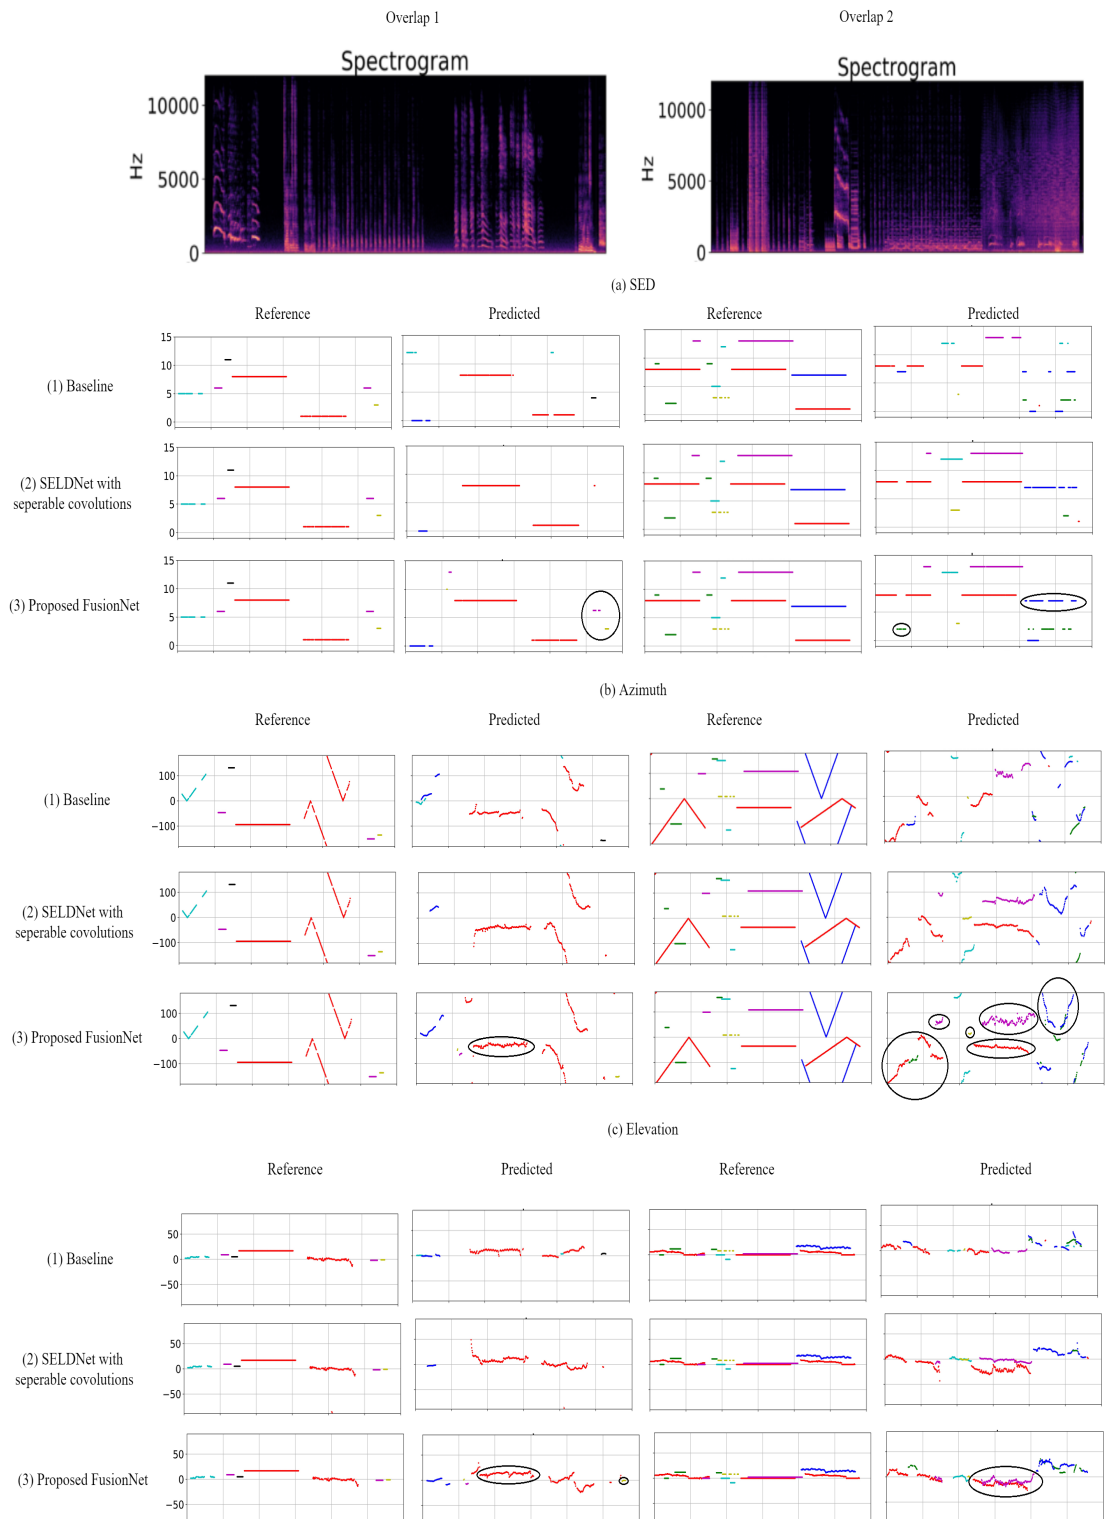 Overlap 1
Overlap 2
Spectrogram
Spectrogram
10000
5000
0
Hz
10000
5000
0
Hz
(a) SED
Reference
Predicted
Reference
Predicted
(1) Baseline
15
10
5
0
(2) SELDNet with
seperable covolutions
15
10
5
0
(3) Proposed FusionNet
15
10
5
0
(b) Azimuth
Reference
Predicted
Reference
Predicted
(1) Baseline
100
0
−100
(2) SELDNet with
seperable covolutions
100
0
−100
(3) Proposed FusionNet
100
0
−100
(c) Elevation
Reference
Predicted
Reference
Predicted
(1) Baseline
50
0
−50
(2) SELDNet with
seperable covolutions
50
0
−50
(3) Proposed FusionNet
50
0
−50